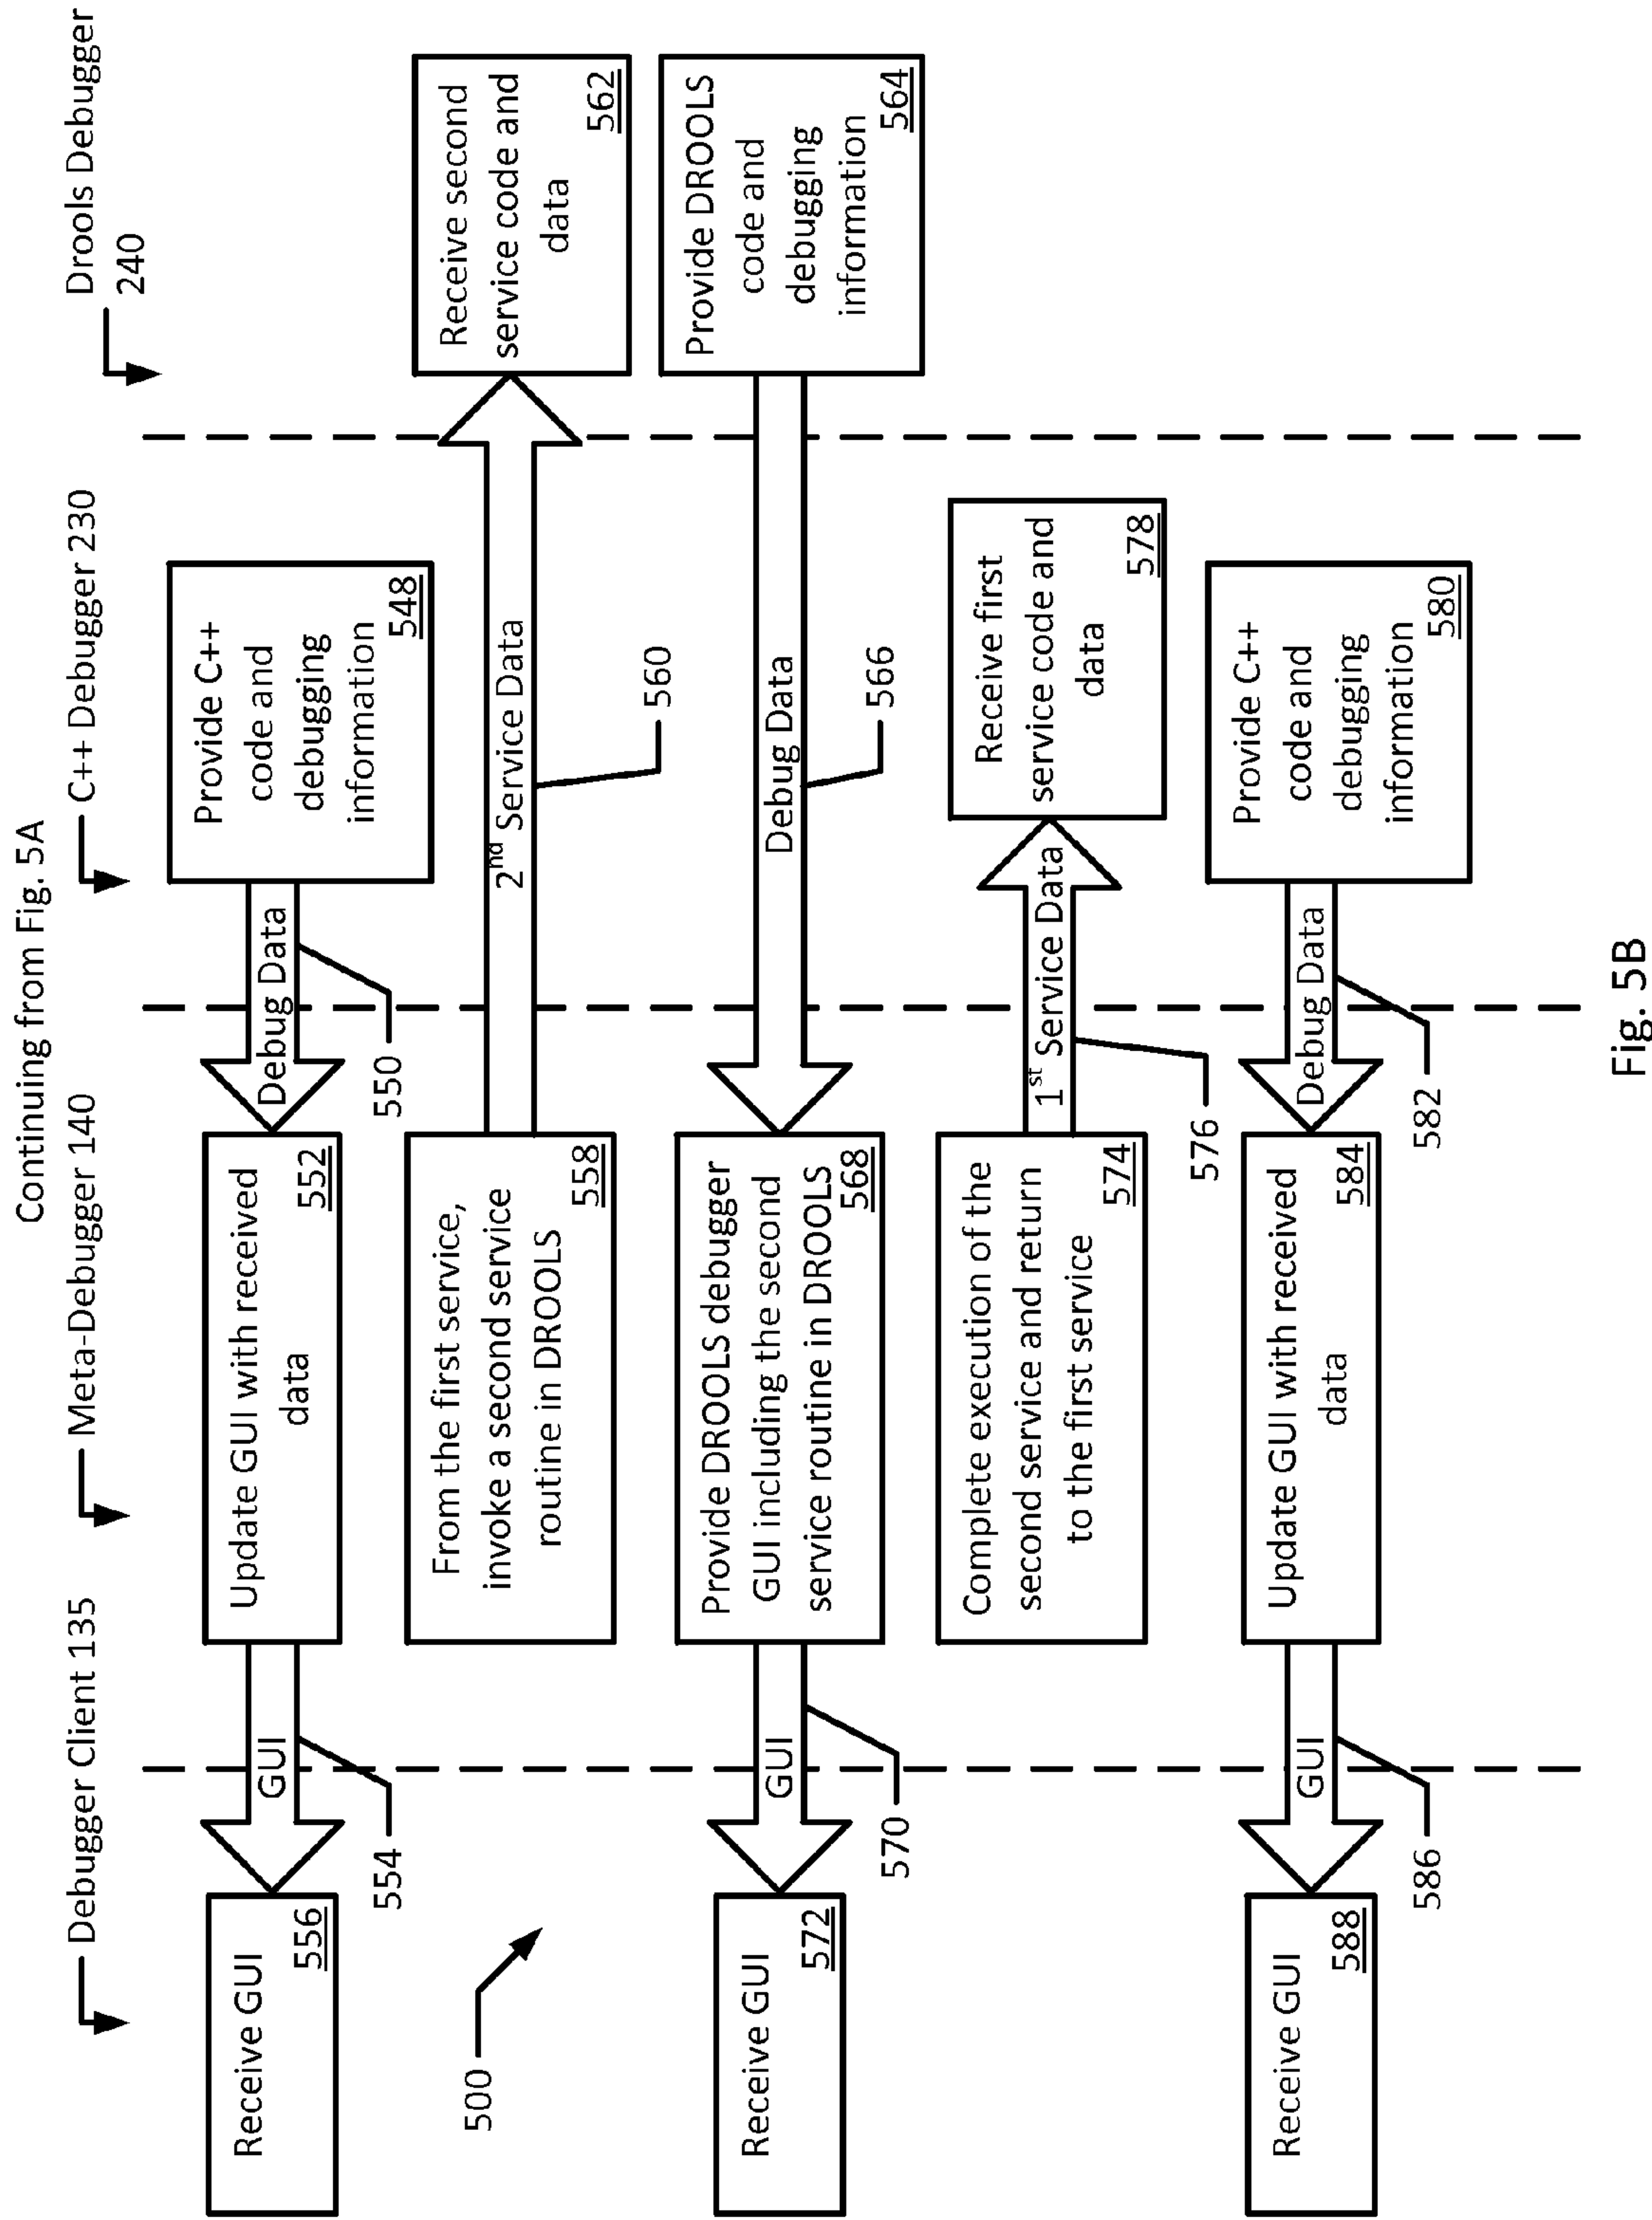 Continuing from Fig. 5A
Debugger Client 135
Meta-Debugger 140
C++ Debugger 230
Drools Debugger
240
Receive GUI
556
GUI
554
Update GUI with received
data
552
Debug Data
550
Provide C++
code and
debugging
information
548
500
From the first service,
invoke a second service
routine in DROOLS
558
2nd Service Data
560
Receive second
service code and
data
562
Receive GUI
572
GUI
570
Provide DROOLS debugger
GUI including the second
service routine in DROOLS
568
Debug Data
566
Provide DROOLS
code and
debugging
information
564
Complete execution of the
second service and return
to the first service
574
1st Service Data
576
Receive first
service code and
data
578
Receive GUI
588
GUI
586
Update GUI with received
data
584
Debug Data
582
Provide C++
code and
debugging
information
580
Fig. 5B